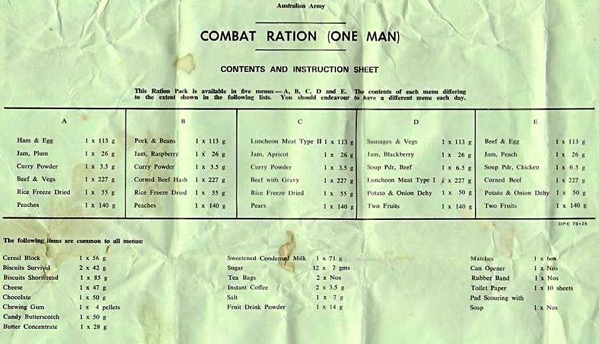 Australian Army
COMBAT RATION (ONE MAN)
CONTENTS AND INSTRUCTION SHEET
This Ration Pack is available in five menus—A, B, C, D and E. The contents of each menu differing
to the extent shown in the following lists. You should endeavour to have a different menu each day.
A B C D E
Ham & Egg 1 x 113 g Pork & Beans 1 x 113 g Luncheon Meat Type II 1 x 113 g Sausages & Vegs 1 x 113 g Beef & Egg 1 x 113 g
Jam, Plum 1 x 26 g Jam, Raspberry 1 x 26 g Jam, Apricot 1 x 26 g Jam, Blackberry 1 x 26 g Jam, Peach 1 x 26 g
Curry Powder 1 x 3.5 g Curry Powder 1 x 3.5 g Curry Powder 1 x 3.5 g Soup Pdr, Beef 1 x 6.5 g Soup Pdr, Chicken 1 x 6.5 g
Beef & Vegs 1 x 227 g Corned Beef Hash 1 x 227 g Beef with Gravy 1 x 227 g Luncheon Meat Type I 1 x 227 g Corned Beef 1 x 227 g
Rice Freeze Dried 1 x 55 g Rice Freeze Dried 1 x 55 g Rice Freeze Dried 1 x 55 g Potato & Onion Dehy 1 x 50 g Potato & Onion Dehy 1 x 50 g
Peaches 1 x 140 g Peaches 1 x 140 g Pears 1 x 140 g Two Fruits 1 x 140 g Two Fruits 1 x 140 g
The following items are common to all menus:
Cereal Block 1 x 56 g Sweetened Condensed Milk 1 x 71 g Matches 1 x box
Biscuits Survival 2 x 42 g Sugar 12 x 7 gms Can Opener 1 x Nos
Biscuits Shortbread 1 x 85 g Tea Bags 2 x Nos Rubber Band 1 x Nos
Cheese 1 x 47 g Instant Coffee 2 x 3.5 g Toilet Paper 1 x 10 sheets
Chocolate 1 x 50 g Salt 1 x 7 g Pad Scouring with
Chewing Gum 1 x 4 pellets Fruit Drink Powder 1 x 14 g Soap 1 x Nos
Candy Butterscotch 1 x 50 g
Butter Concentrate 1 x 28 g